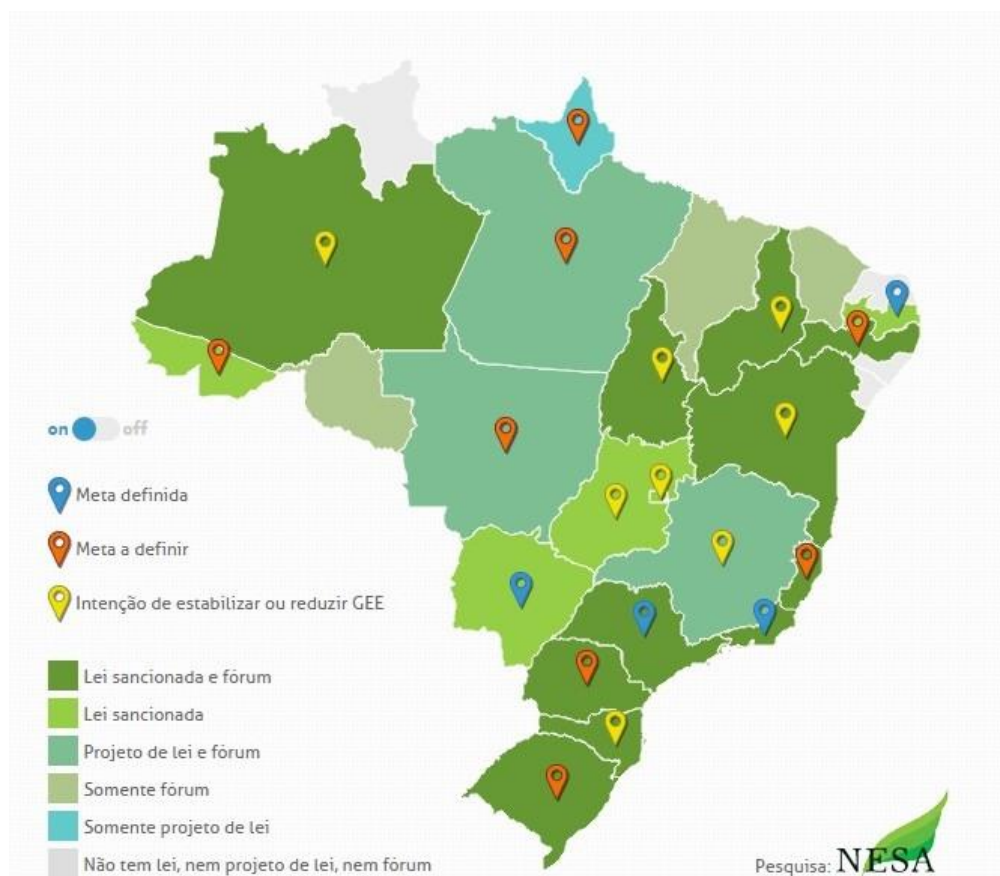 on off
Meta definida
Meta a definir
Intenção de estabilizar ou reduzir GEE
Lei sancionada e fórum
Lei sancionada
Projeto de lei e fórum
Somente fórum
Somente projeto de lei
Não tem lei, nem projeto de lei, nem fórum
Pesquisa: NESA